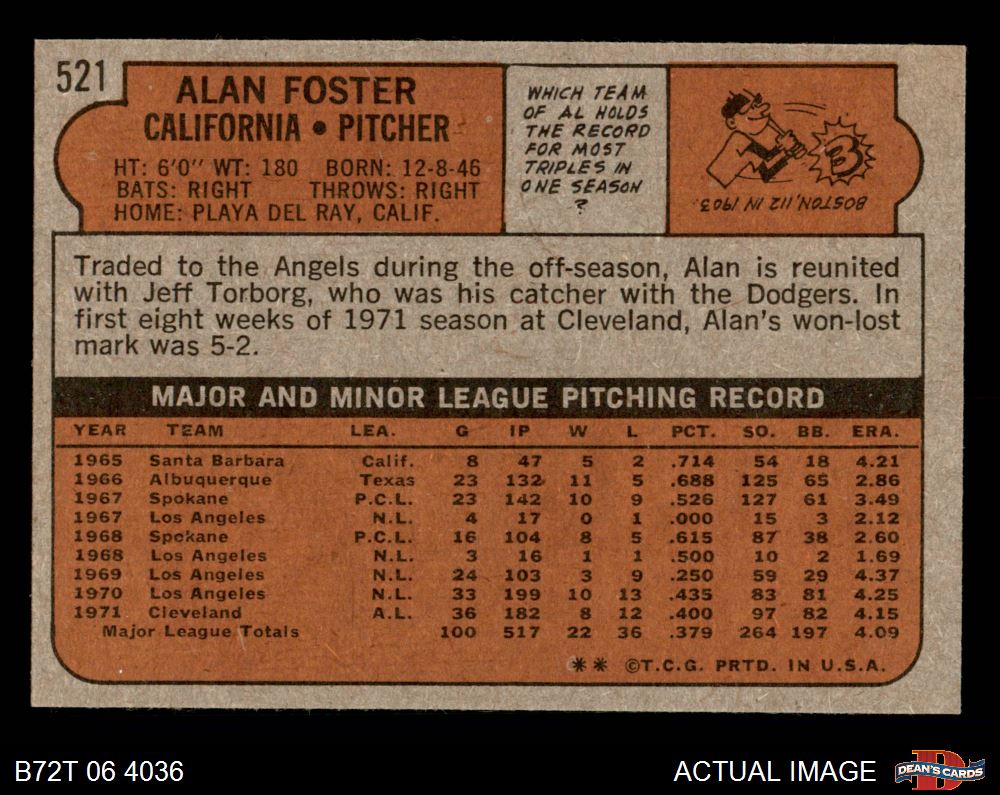 521
ALAN FOSTER
CALIFORNIA • PITCHER
HT: 6'0" WT: 180 BORN: 12-8-46
BATS: RIGHT THROWS: RIGHT
HOME: PLAYA DEL RAY, CALIF.
WHICH TEAM
OF AL HOLDS
THE RECORD
FOR MOST
TRIPLES IN
ONE SEASON
?
3
BOSTON, 112 IN 1903.
Traded to the Angels during the off-season, Alan is reunited
with Jeff Torborg, who was his catcher with the Dodgers. In
first eight weeks of 1971 season at Cleveland, Alan's won-lost
mark was 5-2.
MAJOR AND MINOR LEAGUE PITCHING RECORD
YEAR TEAM LEA. G IP W L PCT. SO. BB. ERA.
1965 Santa Barbara Calif. 8 47 5 2 .714 54 18 4.21
1966 Albuquerque Texas 23 132 11 5 .688 125 65 2.86
1967 Spokane P.C.L. 23 142 10 9 .526 127 61 3.49
1967 Los Angeles N.L. 4 17 0 1 .000 15 3 2.12
1968 Spokane P.C.L. 16 104 8 5 .615 87 38 2.60
1968 Los Angeles N.L. 3 16 1 1 .500 10 2 1.69
1969 Los Angeles N.L. 24 103 3 9 .250 59 29 4.37
1970 Los Angeles N.L. 33 199 10 13 .435 83 81 4.25
1971 Cleveland A.L. 36 182 8 12 .400 97 82 4.15
Major League Totals 100 517 22 36 .379 264 197 4.09
** ©T.C.G. PRTD. IN U.S.A.
B72T 06 4036
ACTUAL IMAGE
D
DEAN'S CARDS